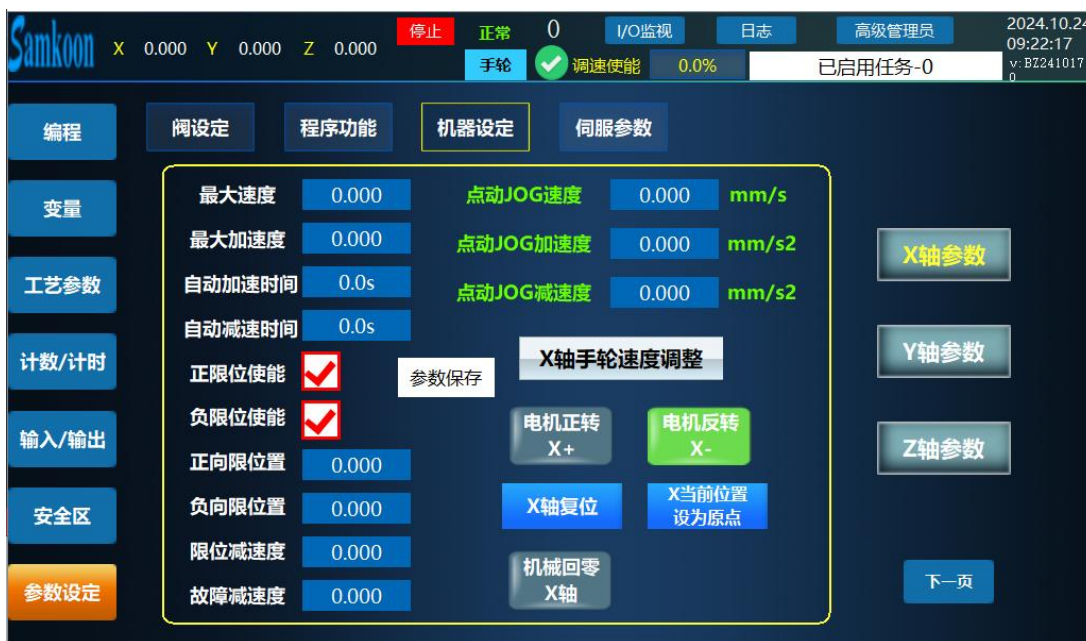 Samkoon X 0.000 Y 0.000 Z 0.000 停止 正常 0 I/O监视 日志 高级管理员 2024.10.24
09:22:17
手轮 调速使能 0.0% 已启用任务-0 v:BZ241017
0
编程
变量
工艺参数
计数/计时
输入/输出
安全区
参数设定
阀设定 程序功能 机器设定 伺服参数
最大速度 0.000
最大加速度 0.000
自动加速时间 0.0s
自动减速时间 0.0s
正限位使能
负限位使能
正向限位置 0.000
负向限位置 0.000
限位减速度 0.000
故障减速度 0.000
参数保存
点动JOG速度 0.000 mm/s
点动JOG加速度 0.000 mm/s2
点动JOG减速度 0.000 mm/s2
X轴手轮速度调整
电机正转
X+
电机反转
X-
X轴复位
X当前位置
设为原点
机械回零
X轴
X轴参数
Y轴参数
Z轴参数
下一页